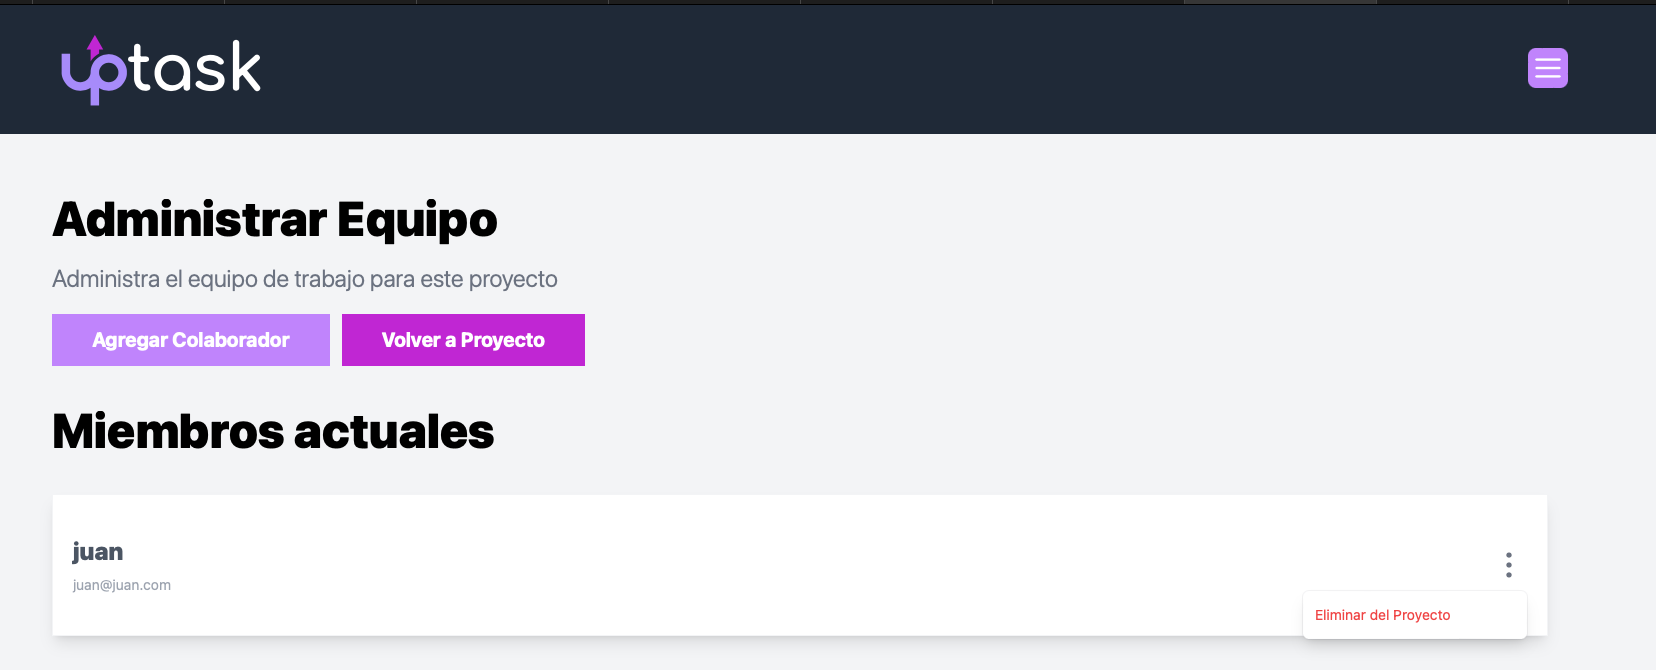 uptask
Administrar Equipo
Administra el equipo de trabajo para este proyecto
Agregar Colaborador
Volver a Proyecto
Miembros actuales
juan
juan@juan.com
Eliminar del Proyecto